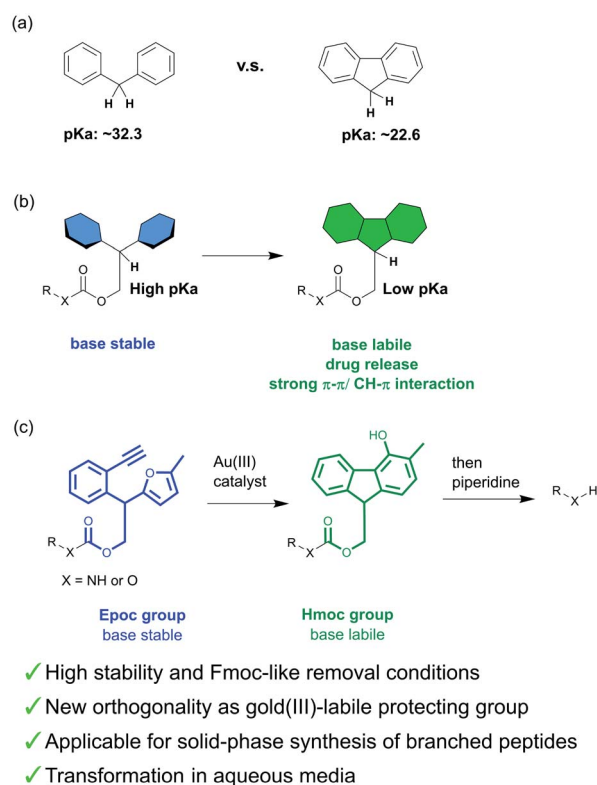 (a)
v.s.
H H
H
H
pKa: ~32.3
pKa: ~22.6
(b)
H
O
R
X
O
High pKa
H
O
R
X
O
Low pKa
base stable
base labile
drug release
strong π-π/ CH-π interaction
(c)
O
O
R
X
O
X = NH or O
Au(III)
catalyst
HO
O
R
X
O
then
piperidine
R
X
H
Epoc group
base stable
Hmoc group
base labile
✓High stability and Fmoc-like removal conditions
✓New orthogonality as gold(III)-labile protecting group
✓Applicable for solid-phase synthesis of branched peptides
✓Transformation in aqueous media